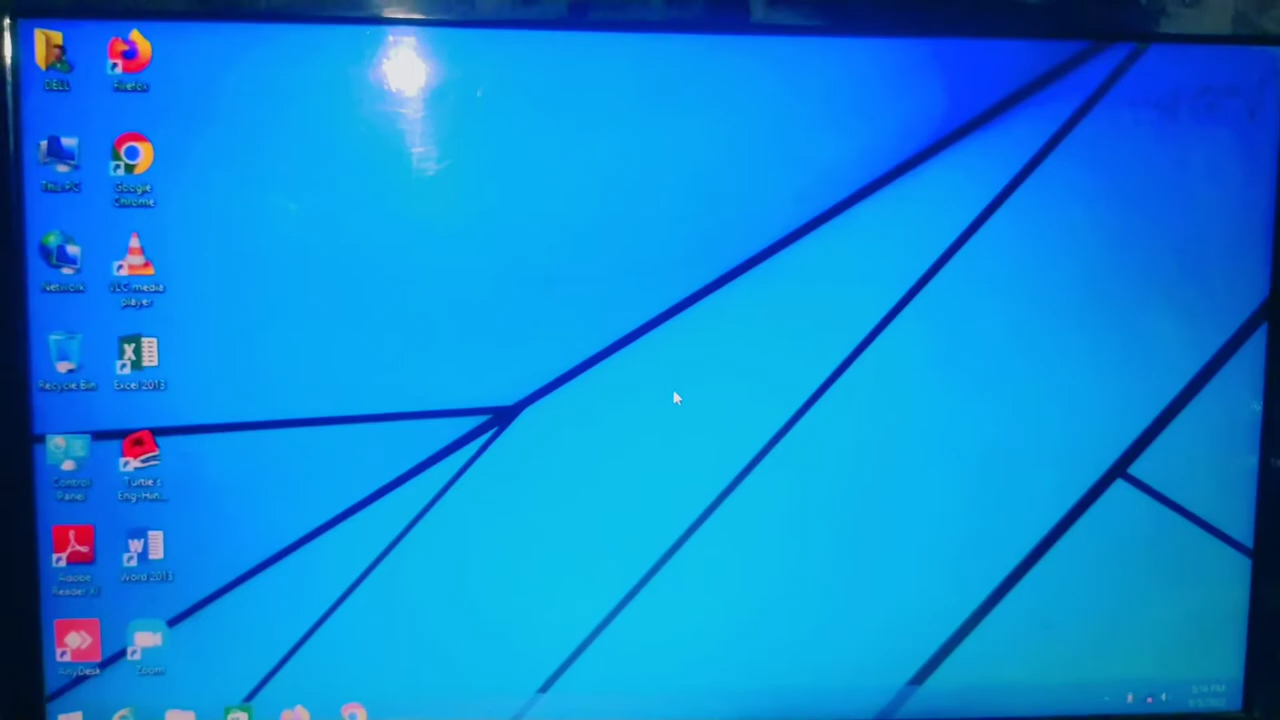 DELL
Firefox
This PC
Google
Chrome
Network
VLC media
player
Recycle Bin
Excel 2013
Control
Panel
Turtle's
Eng-Hin...
Adobe
Reader XI
Word 2013
AnyDesk
Zoom